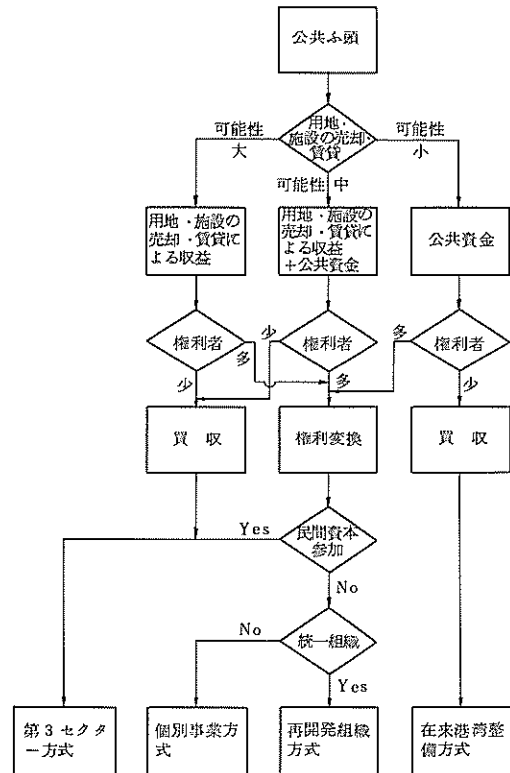 公共ふ頭
用地・
施設の売却・
賃貸
可能性
大
可能性
小
可能性 中
用地・施設の
売却・賃貸に
よる収益
用地・施設の
売却・賃貸に
よる収益
＋公共資金
公共資金
権利者
少
権利者
多
権利者
多
少
多
少
買 収
権利変換
買 収
Yes
民間資本
参加
No
No
統一組織
Yes
第3セクタ
ー方式
個別事業方
式
再開発組織
方式
在来港湾整
備方式